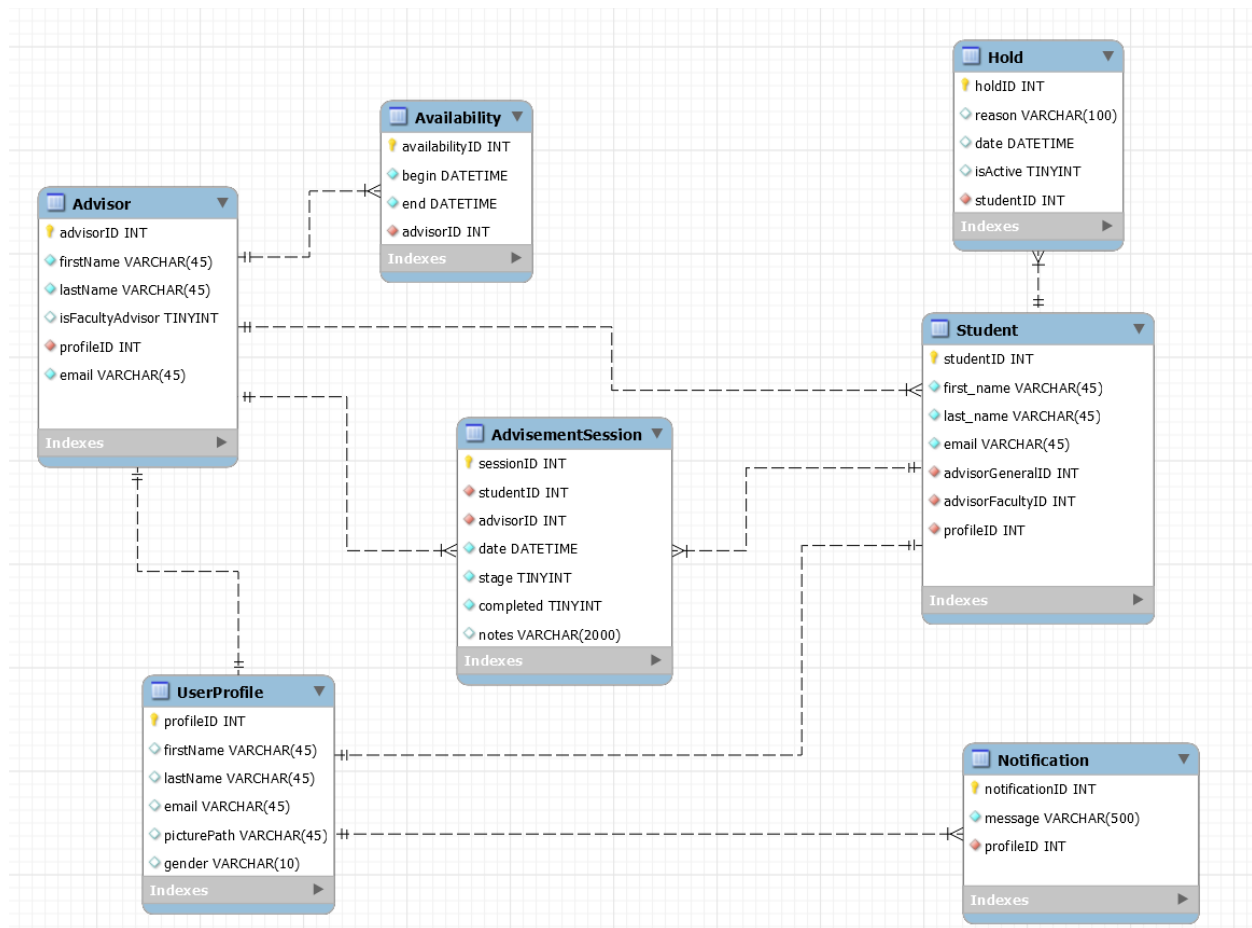 Hold
holdID INT
reason VARCHAR(100)
date DATETIME
isActive TINYINT
studentID INT
Indexes
Availability
availabilityID INT
begin DATETIME
end DATETIME
advisorID INT
Indexes
Advisor
advisorID INT
firstName VARCHAR(45)
lastName VARCHAR(45)
isFacultyAdvisor TINYINT
profileID INT
email VARCHAR(45)
Indexes
Student
studentID INT
first_name VARCHAR(45)
last_name VARCHAR(45)
email VARCHAR(45)
advisorGeneralID INT
advisorFacultyID INT
profileID INT
Indexes
AdvisementSession
sessionID INT
studentID INT
advisorID INT
date DATETIME
stage TINYINT
completed TINYINT
notes VARCHAR(2000)
Indexes
UserProfile
profileID INT
firstName VARCHAR(45)
lastName VARCHAR(45)
email VARCHAR(45)
picturePath VARCHAR(45)
gender VARCHAR(10)
Indexes
Notification
notificationID INT
message VARCHAR(500)
profileID INT
Indexes